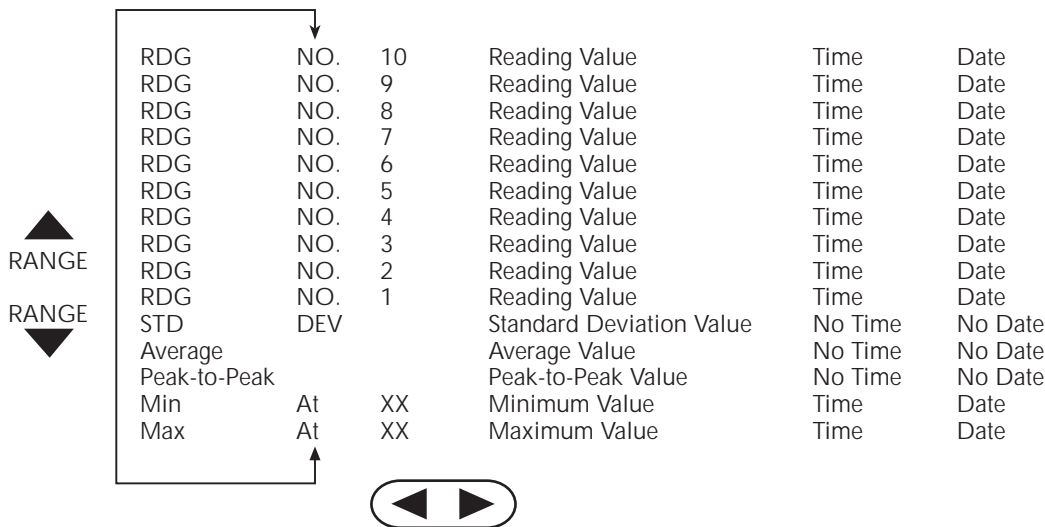 RDG NO. 10 Reading Value Time Date
RDG NO. 9 Reading Value Time Date
RDG NO. 8 Reading Value Time Date
RDG NO. 7 Reading Value Time Date
RDG NO. 6 Reading Value Time Date
RDG NO. 5 Reading Value Time Date
RDG NO. 4 Reading Value Time Date
RDG NO. 3 Reading Value Time Date
RDG NO. 2 Reading Value Time Date
RDG NO. 1 Reading Value Time Date
STD DEV Standard Deviation Value No Time No Date
Average Average Value No Time No Date
Peak-to-Peak Peak-to-Peak Value No Time No Date
Min At XX Minimum Value Time Date
Max At XX Maximum Value Time Date
RANGE
RANGE